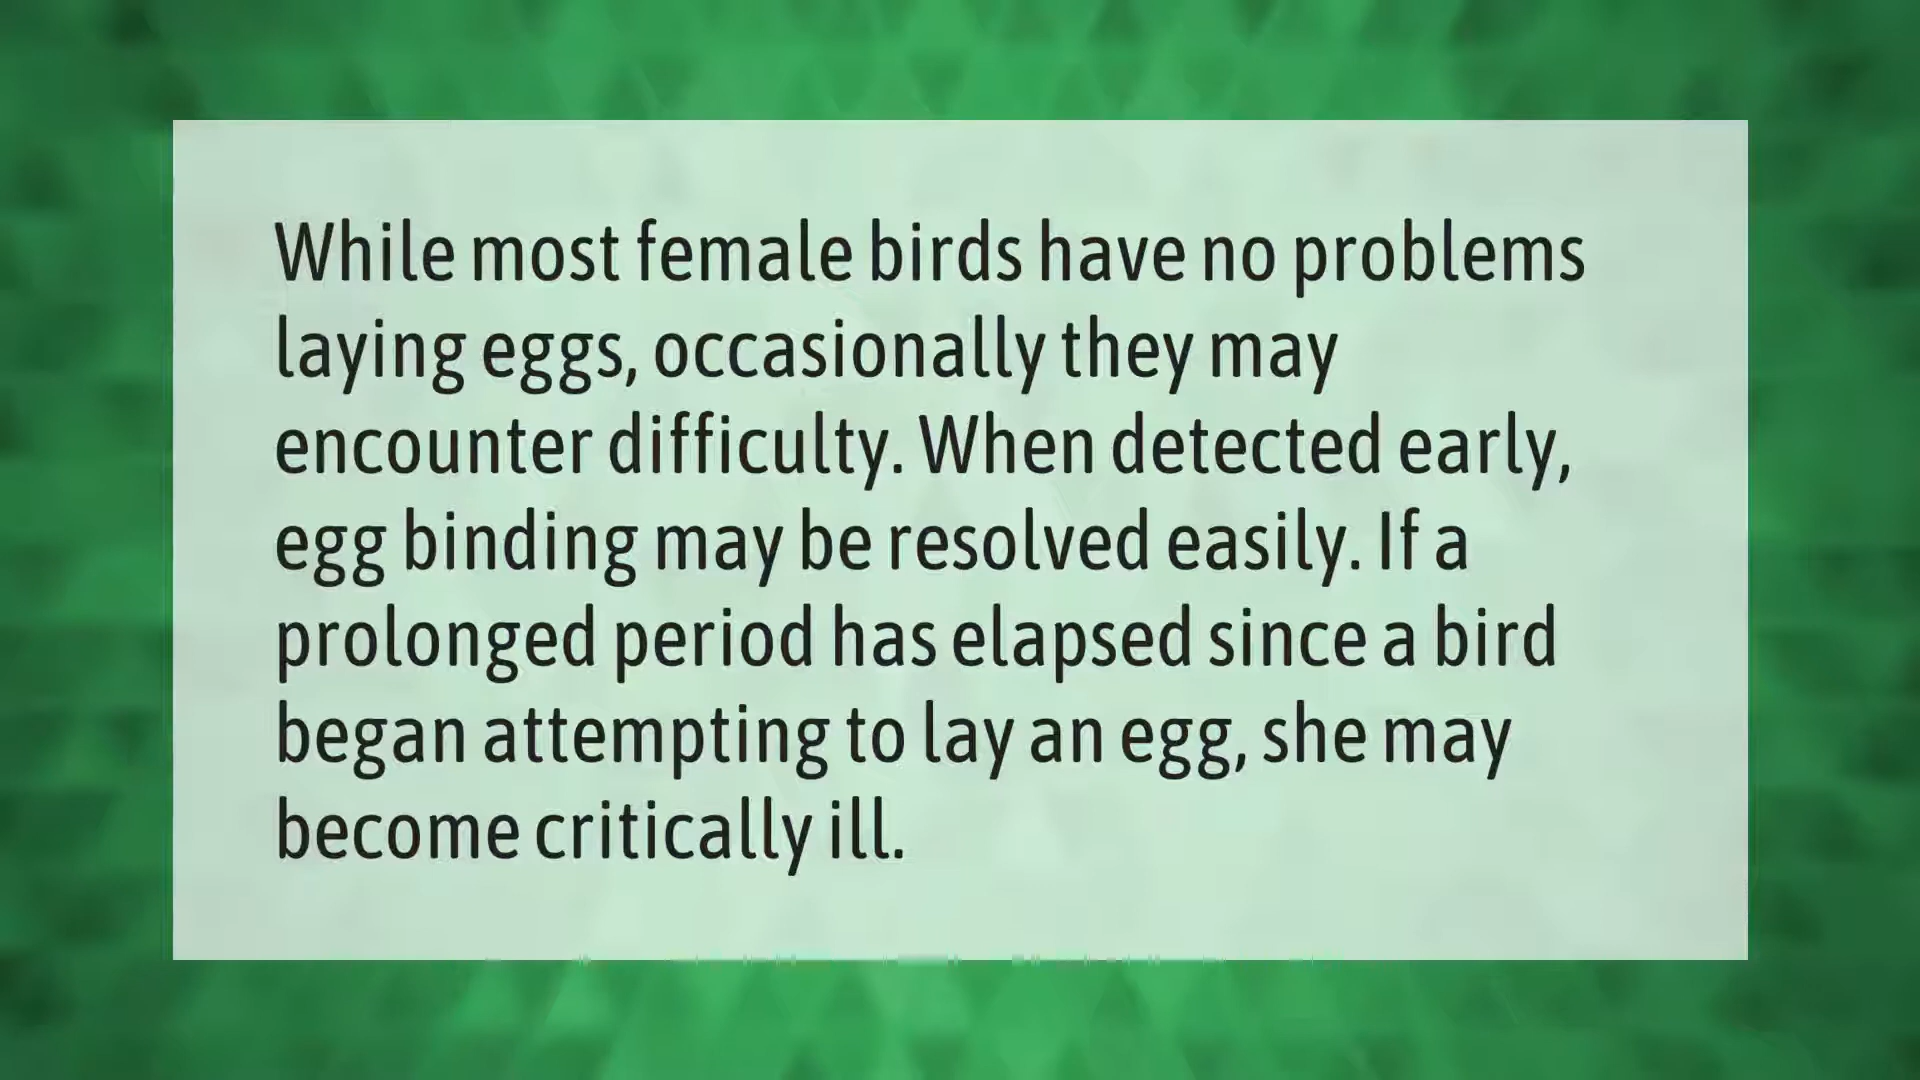 While most female birds have no problems
laying eggs, occasionally they may
encounter difficulty. When detected early,
egg binding may be resolved easily. If a
prolonged period has elapsed since a bird
began attempting to lay an egg, she may
become critically ill.